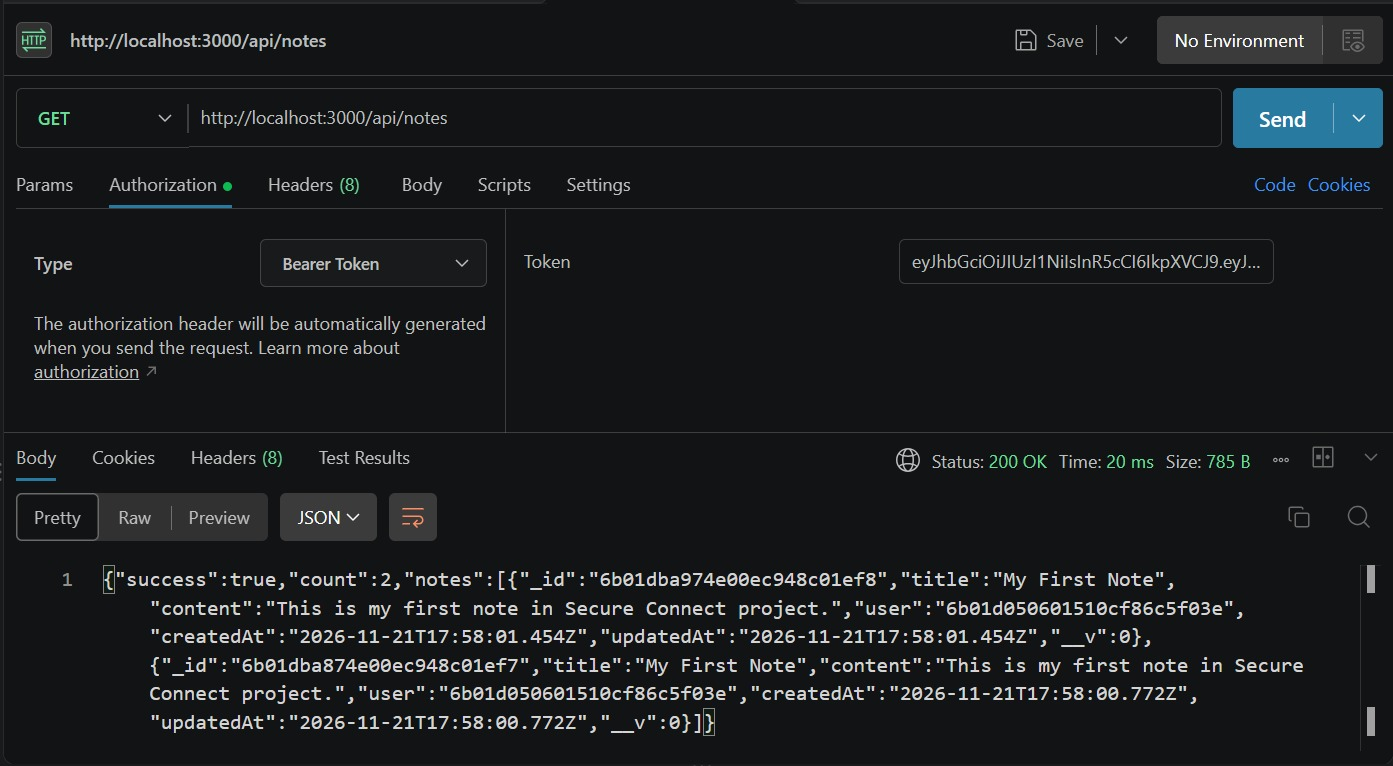 HTTP http://localhost:3000/api/notes Save No Environment
GET http://localhost:3000/api/notes Send
Params Authorization Headers (8) Body Scripts Settings Code Cookies
Type Bearer Token Token eyJhbGciOiJIUzI1NiIsInR5cCI6IkpXVCJ9.eyJ...
The authorization header will be automatically generated
when you send the request. Learn more about
authorization ↗
Body Cookies Headers (8) Test Results Status: 200 OK Time: 20 ms Size: 785 B
Pretty Raw Preview JSON
1 {"success":true,"count":2,"notes":[{"_id":"6b01dba974e00ec948c01ef8","title":"My First Note",
"content":"This is my first note in Secure Connect project.","user":"6b01d050601510cf86c5f03e",
"createdAt":"2026-11-21T17:58:01.454Z","updatedAt":"2026-11-21T17:58:01.454Z","__v":0},
{"_id":"6b01dba874e00ec948c01ef7","title":"My First Note","content":"This is my first note in Secure
Connect project.","user":"6b01d050601510cf86c5f03e","createdAt":"2026-11-21T17:58:00.772Z",
"updatedAt":"2026-11-21T17:58:00.772Z","__v":0}]}